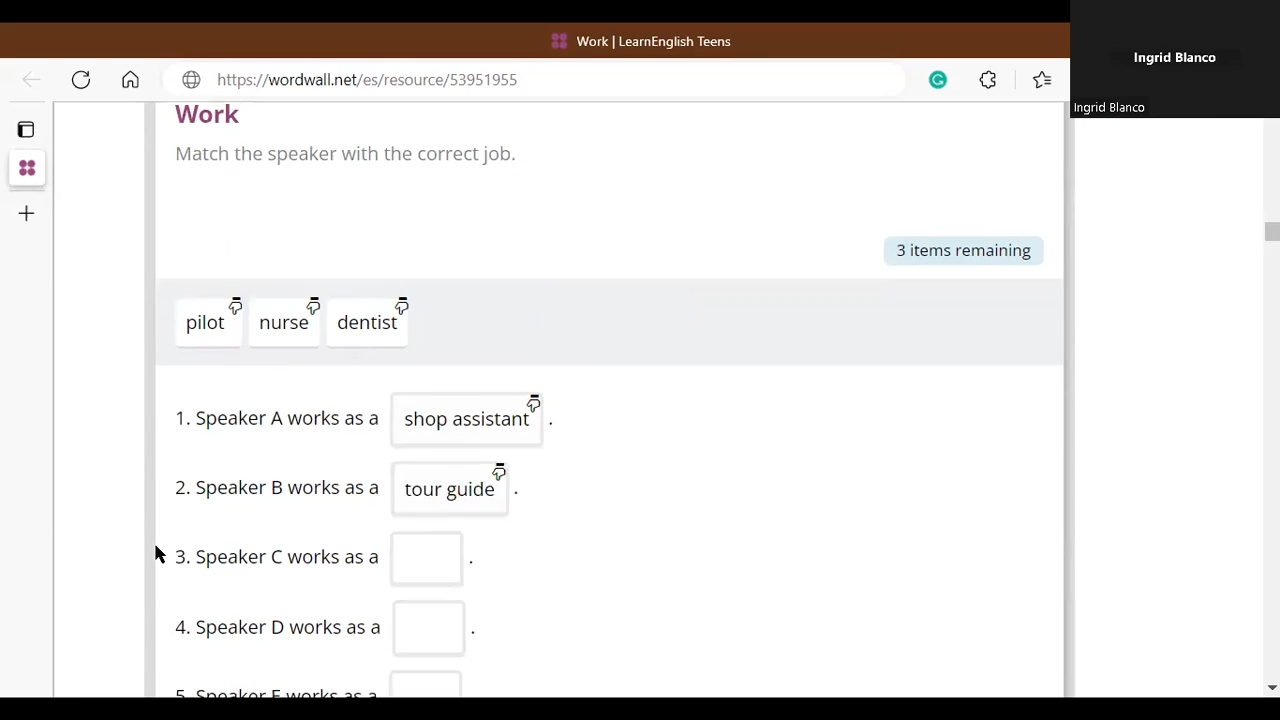 Work | LearnEnglish Teens
Ingrid Blanco
https://wordwall.net/es/resource/53951955
Ingrid Blanco
Work
Match the speaker with the correct job.
3 items remaining
pilot nurse dentist
1. Speaker A works as a shop assistant .
2. Speaker B works as a tour guide .
3. Speaker C works as a .
4. Speaker D works as a .
5. Speaker E works as a